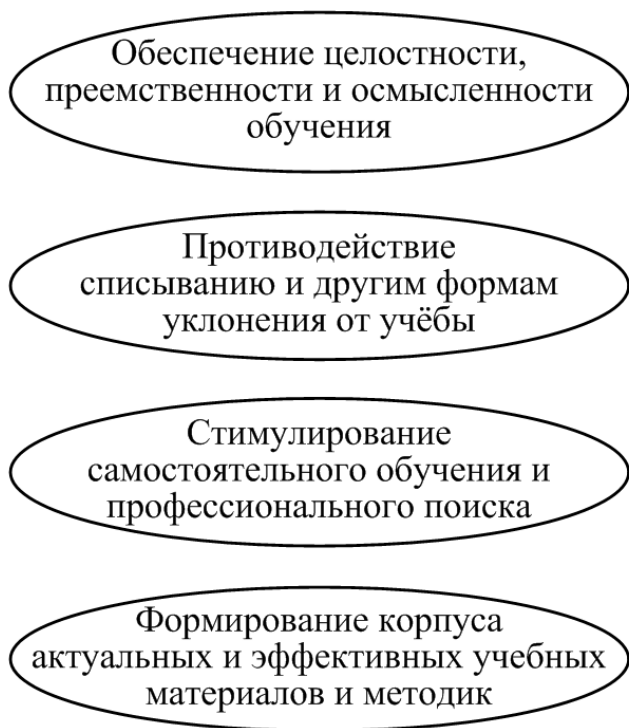 Обеспечение целостности,
преемственности и осмысленности
обучения
Противодействие
списыванию и другим формам
уклонения от учёбы
Стимулирование
самостоятельного обучения и
профессионального поиска
Формирование корпуса
актуальных и эффективных учебных
материалов и методик